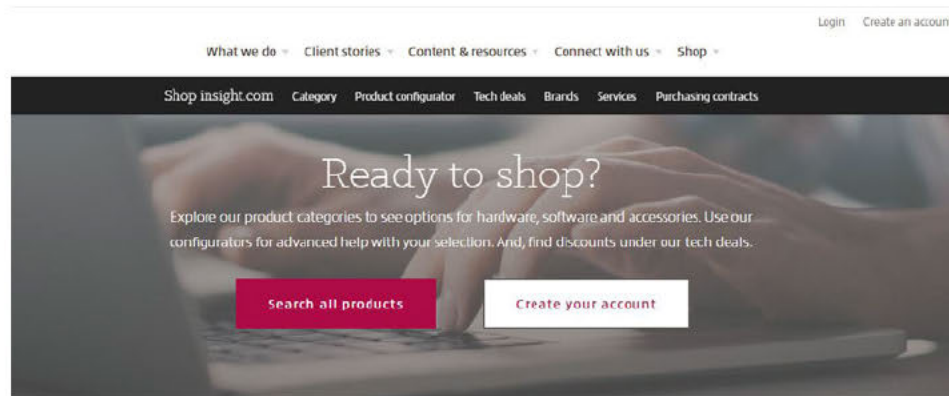 Login Create an accoun
What we do Client stories Content & resources Connect with us Shop
Shop insight.com Category Product configurator Tech deals Brands Services Purchasing contracts
Ready to shop?
Explore our product categories to see options for hardware, software and accessories. Use our
configurators for advanced help with your selection. And, find discounts under our tech deals.
Search all products Create your account